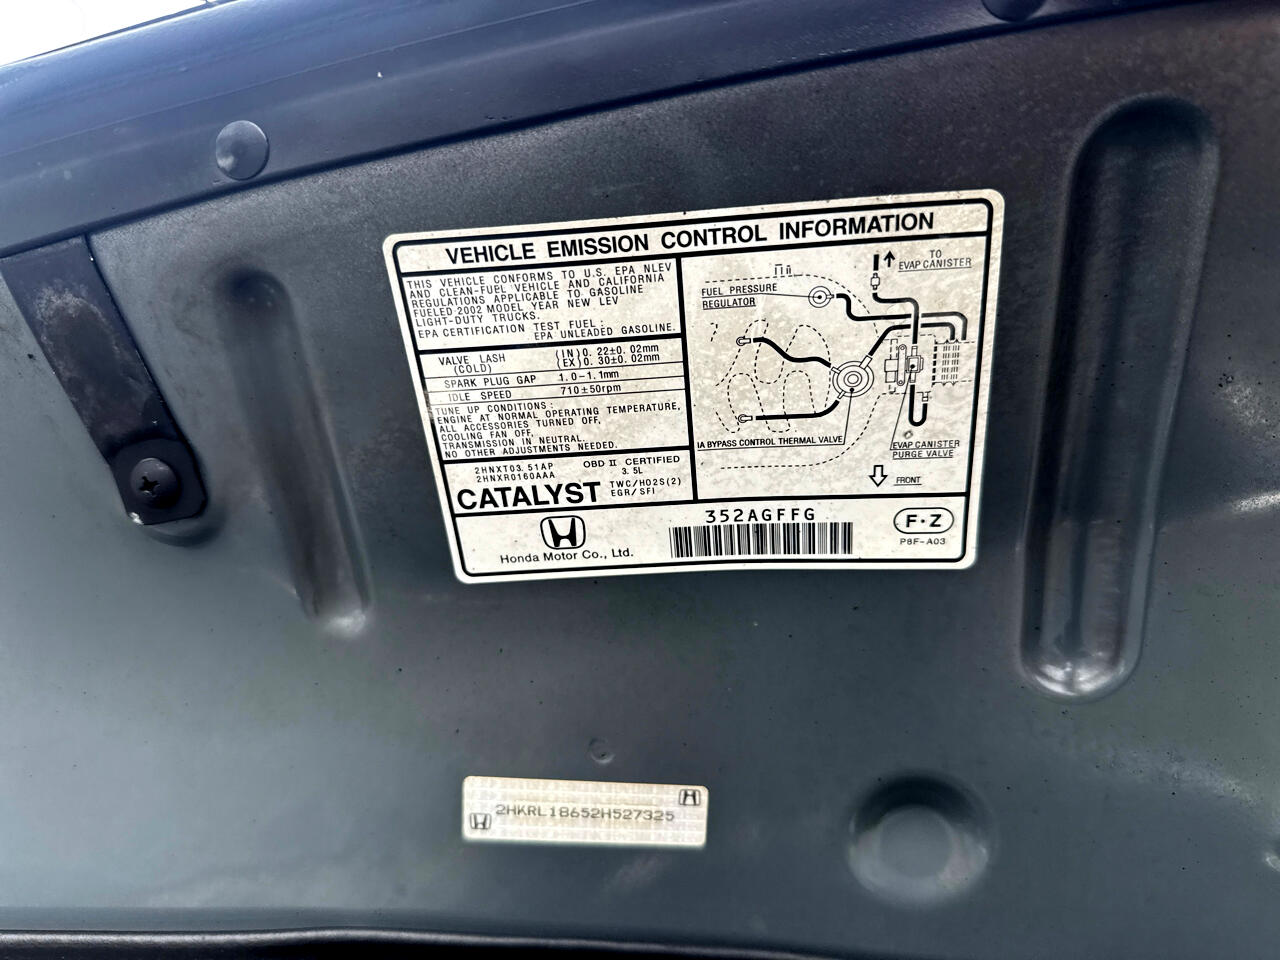 VEHICLE EMISSION CONTROL INFORMATION
THIS VEHICLE CONFORMS TO U.S. EPA NLEV
AND CLEAN-FUEL VEHICLE AND CALIFORNIA
REGULATIONS APPLICABLE TO GASOLINE
FUELED 2002 MODEL YEAR NEW LEV
LIGHT-DUTY TRUCKS.
EPA CERTIFICATION TEST FUEL:
EPA UNLEADED GASOLINE.
VALVE LASH (IN)0.22±0.02mm
(COLD) (EX)0.30±0.02mm
SPARK PLUG GAP 1.0-1.1mm
IDLE SPEED 710±50rpm
TUNE UP CONDITIONS:
ENGINE AT NORMAL OPERATING TEMPERATURE,
ALL ACCESSORIES TURNED OFF,
COOLING FAN OFF,
TRANSMISSION IN NEUTRAL.
NO OTHER ADJUSTMENTS NEEDED.
2HNXT03.51AP OBD II CERTIFIED
2HNXR0160AAA 3.5L
CATALYST TWC/HO2S(2)
EGR/SFI
TO
EVAP CANISTER
FUEL PRESSURE
REGULATOR
IA BYPASS CONTROL THERMAL VALVE
EVAP CANISTER
PURGE VALVE
FRONT
352AGFFG
Honda Motor Co., Ltd.
F·Z
P8F-A03
2HKRL18652H527325